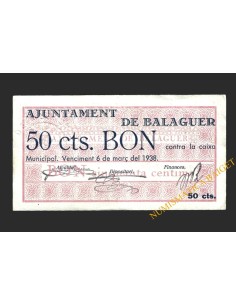 AJUNTAMENT
DE BALAGUER
50 cts. BON contra la caixa
Municipal. Venciment 6 de març del 1938.
Finances.
50 cts.